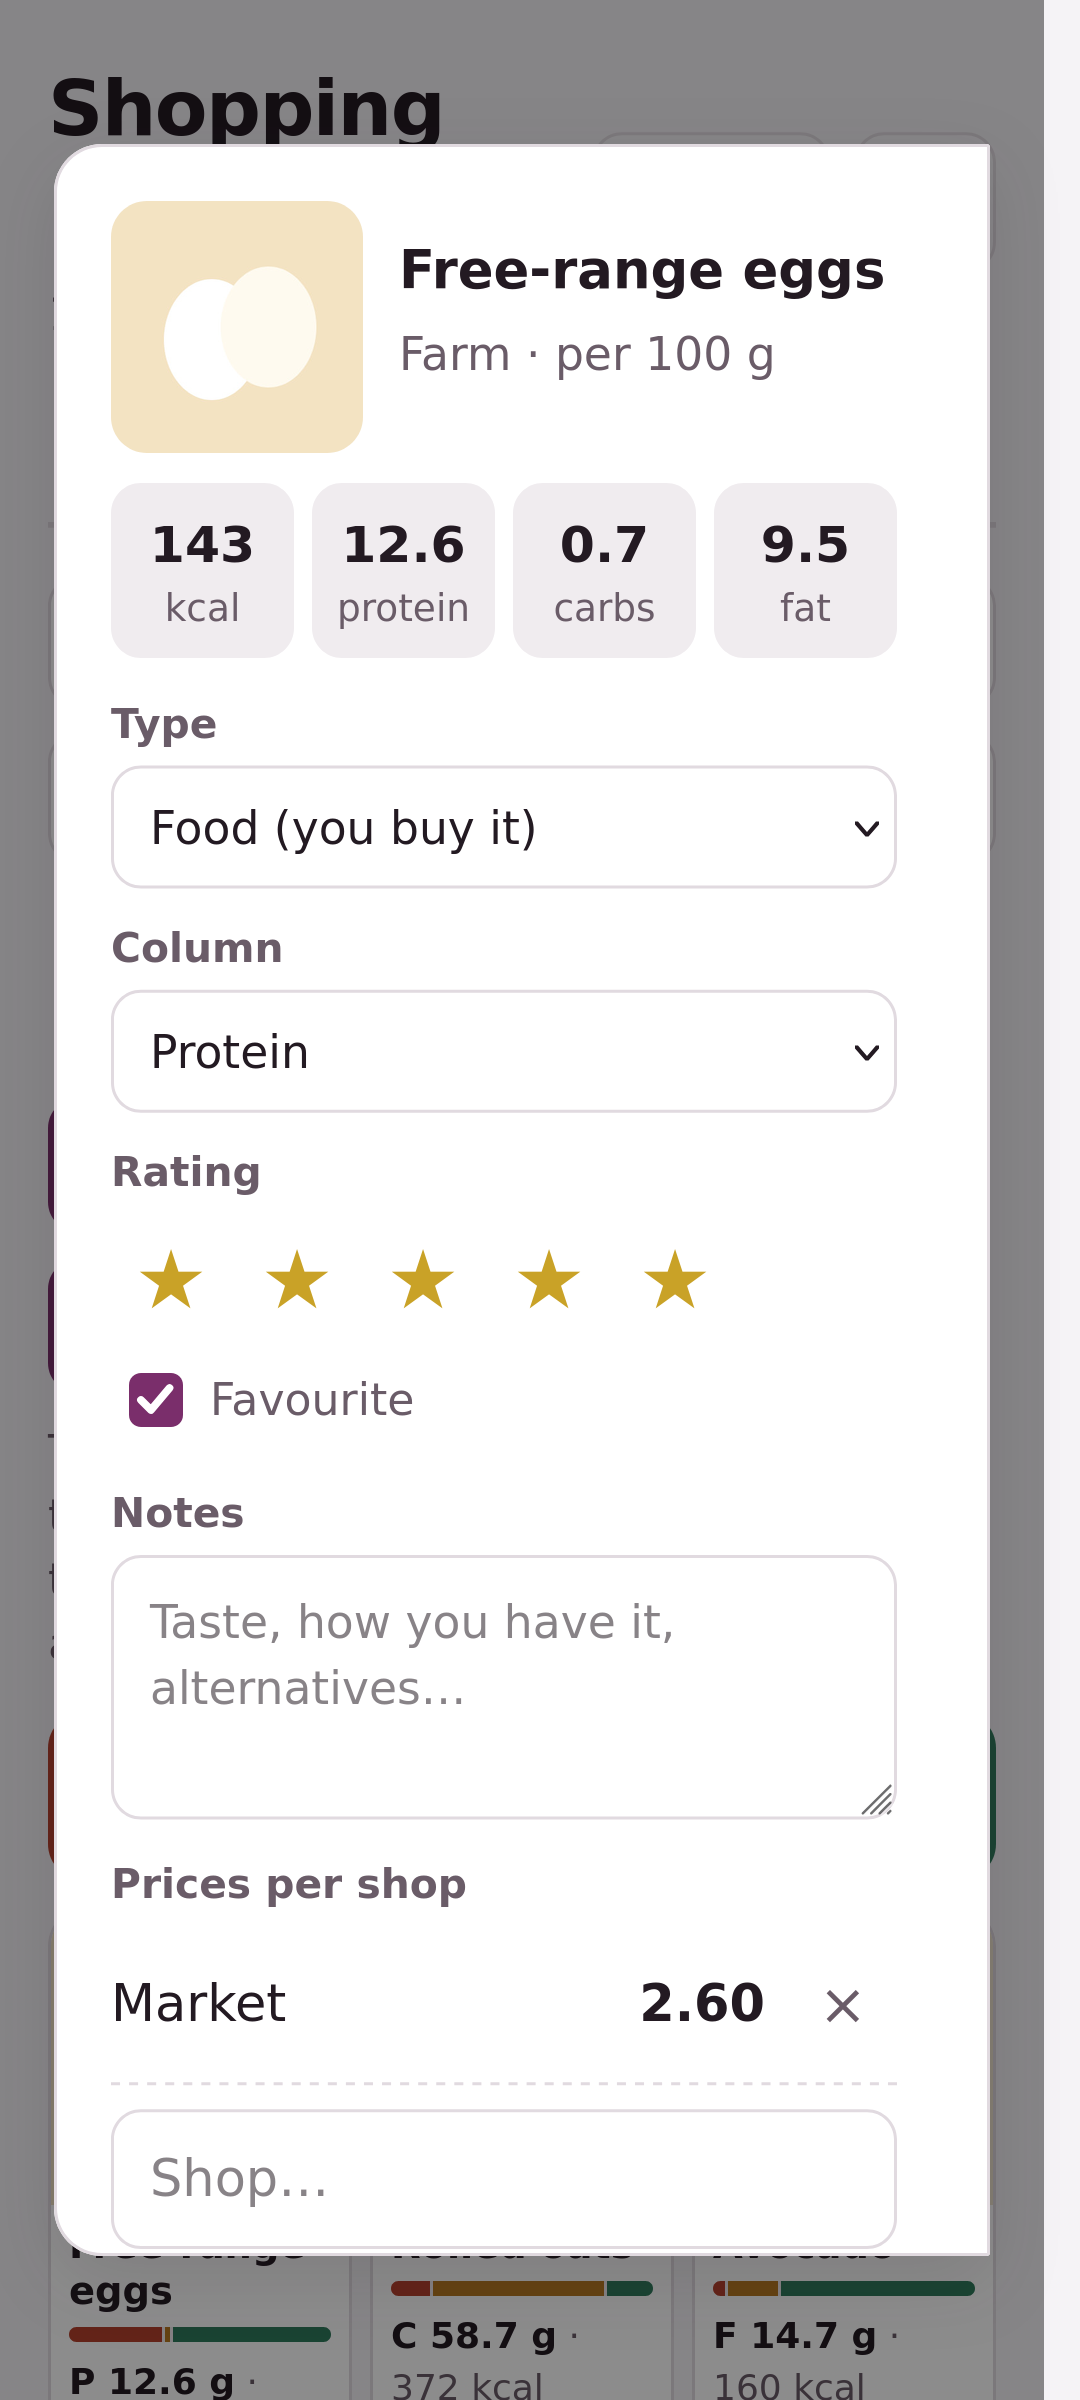 Shopping
Free-range eggs
Farm · per 100 g
143
kcal
12.6
protein
0.7
carbs
9.5
fat
Type
Food (you buy it)
Column
Protein
Rating
★ ★ ★ ★ ★
Favourite
Notes
Taste, how you have it,
alternatives...
Prices per shop
Market 2.60 ×
Shop...
eggs
P 12.6 g ·
C 58.7 g ·
372 kcal
F 14.7 g ·
160 kcal